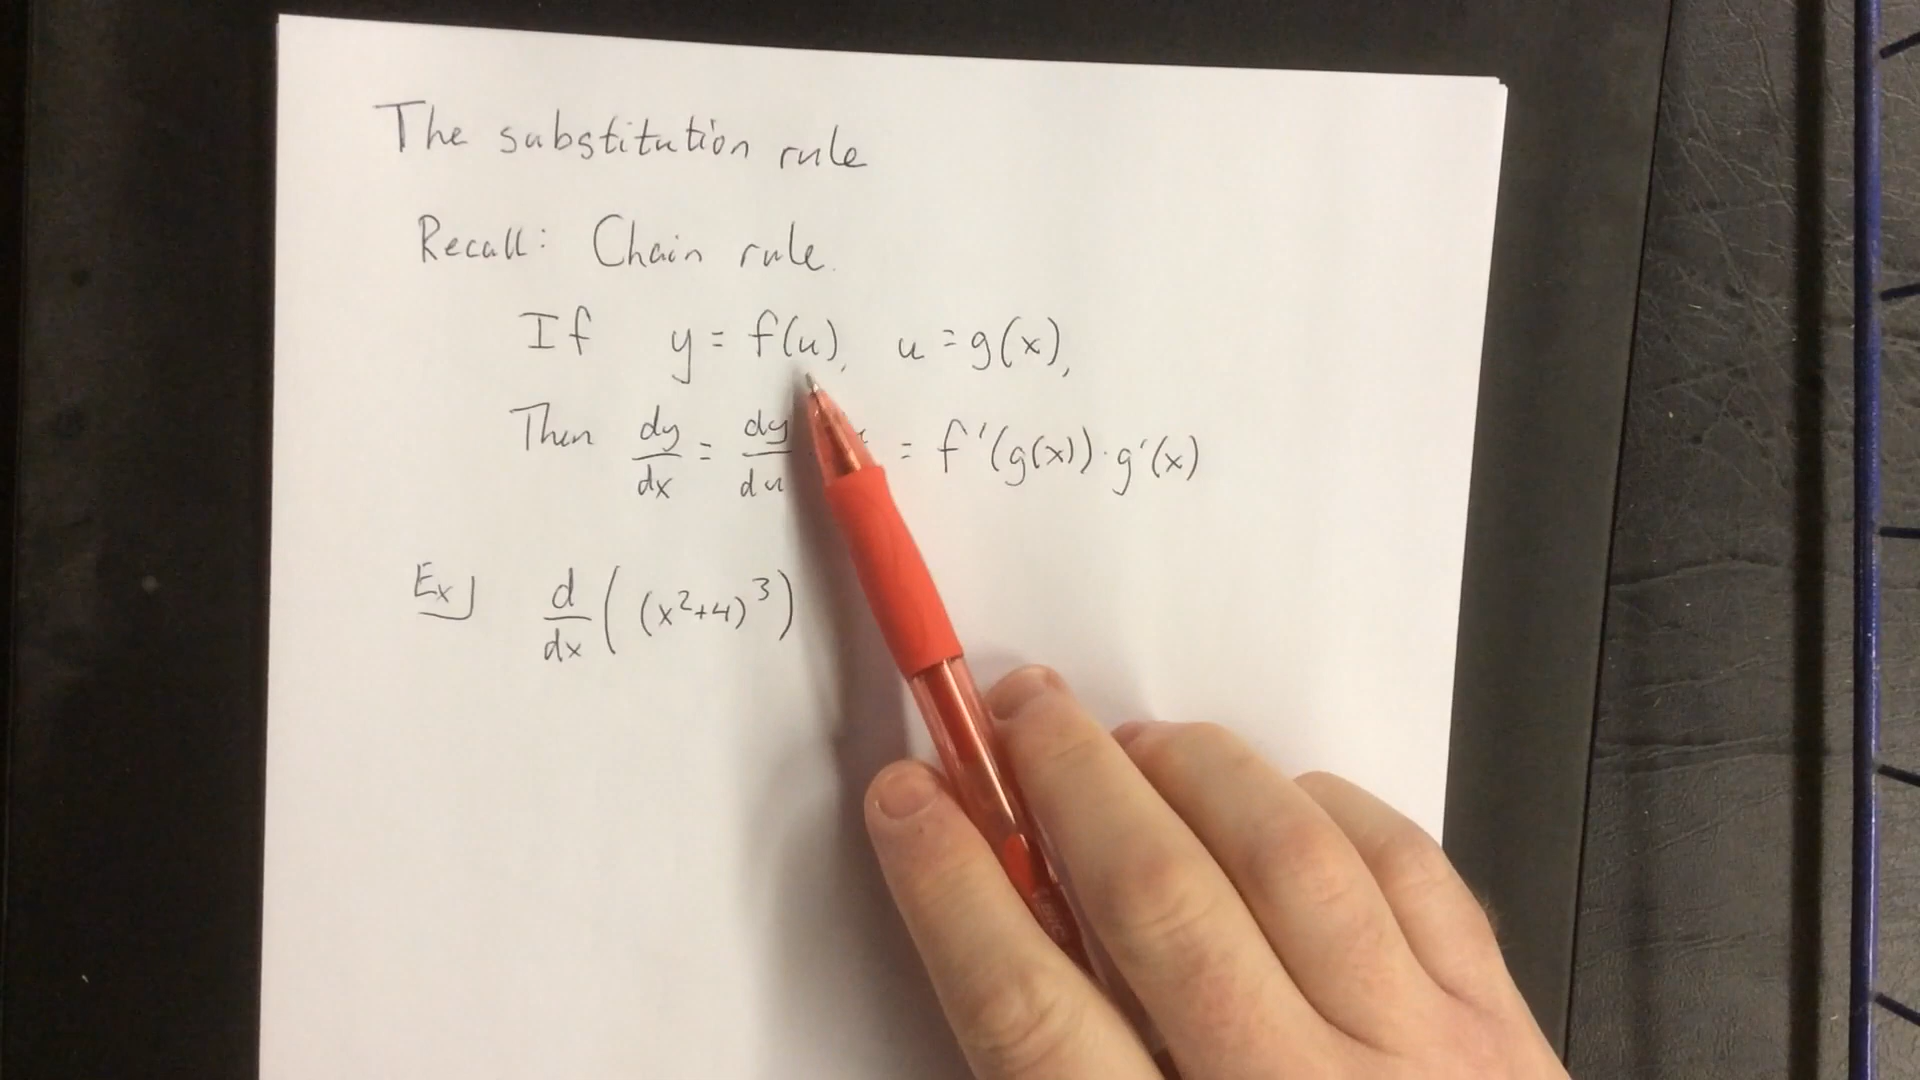 The substitution rule
Recall: Chain rule.
If y = f(u), u = g(x),
Then dy/dx = dy/du = f'(g(x)) · g'(x)
Ex] d/dx ( (x²+4)³ )